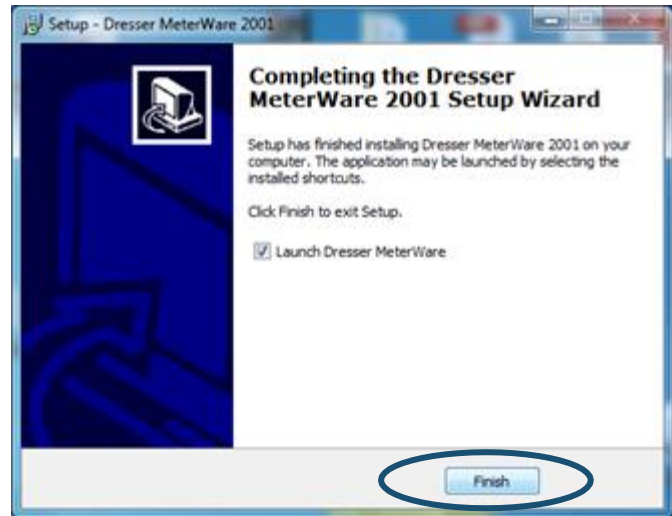 Setup - Dresser MeterWare 2001
Completing the Dresser
MeterWare 2001 Setup Wizard
Setup has finished installing Dresser MeterWare 2001 on your
computer. The application may be launched by selecting the
installed shortcuts.
Click Finish to exit Setup.
Launch Dresser MeterWare
Finish